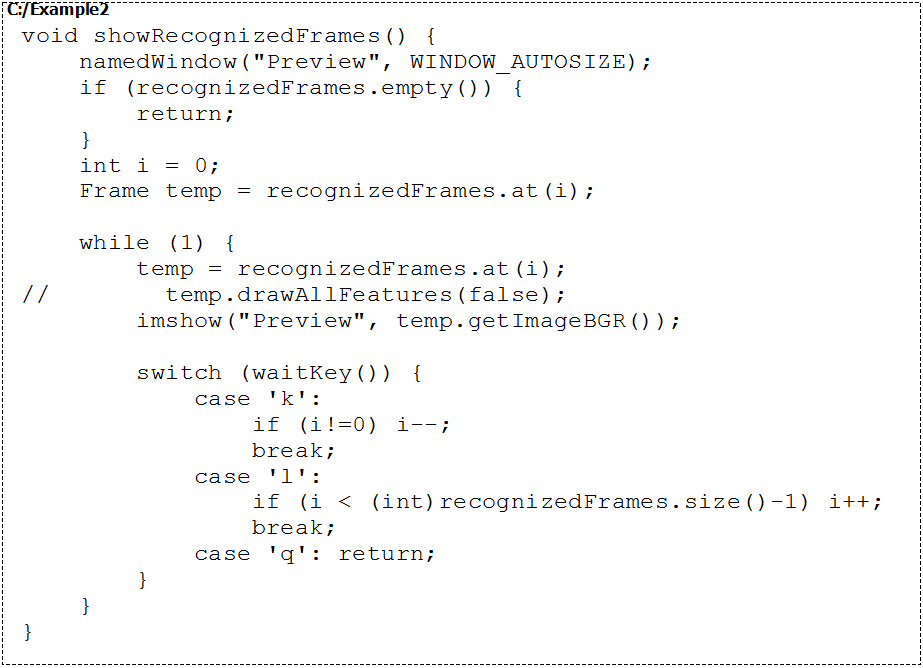 C:/Example2
void showRecognizedFrames() {
    namedWindow("Preview", WINDOW_AUTOSIZE);
    if (recognizedFrames.empty()) {
        return;
    }
    int i = 0;
    Frame temp = recognizedFrames.at(i);

    while (1) {
        temp = recognizedFrames.at(i);
//        temp.drawAllFeatures(false);
        imshow("Preview", temp.getImageBGR());

        switch (waitKey()) {
            case 'k':
                if (i!=0) i--;
                break;
            case 'l':
                if (i < (int)recognizedFrames.size()-1) i++;
                break;
            case 'q': return;
        }
    }
}